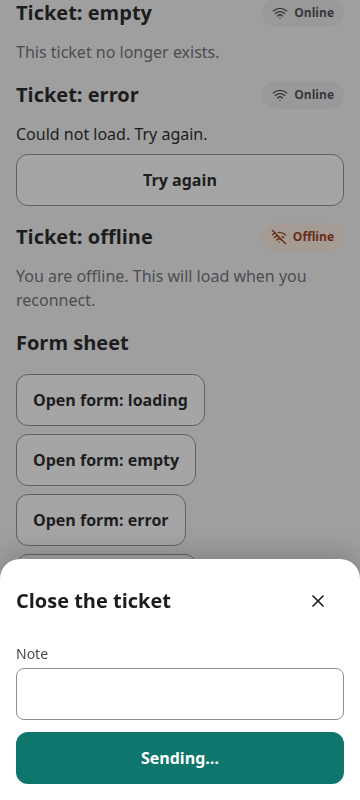 Ticket: empty
Online
This ticket no longer exists.
Ticket: error
Online
Could not load. Try again.
Try again
Ticket: offline
Offline
You are offline. This will load when you
reconnect.
Form sheet
Open form: loading
Open form: empty
Open form: error
Close the ticket
Note
Sending...